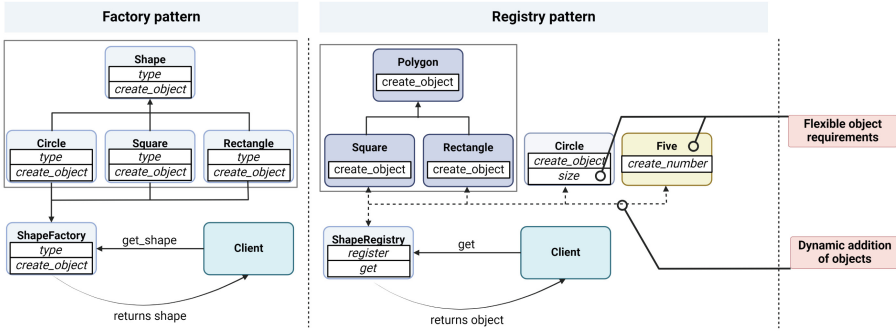 Factory pattern
Shape
type
create_object
Circle
type
create_object
Square
type
create_object
Rectangle
type
create_object
ShapeFactory
type
create_object
get_shape
Client
returns shape
Registry pattern
Polygon
create_object
Square
create_object
Rectangle
create_object
Circle
create_object
size
Five
create_number
ShapeRegistry
register
get
get
Client
returns object
Flexible object
requirements
Dynamic addition
of objects